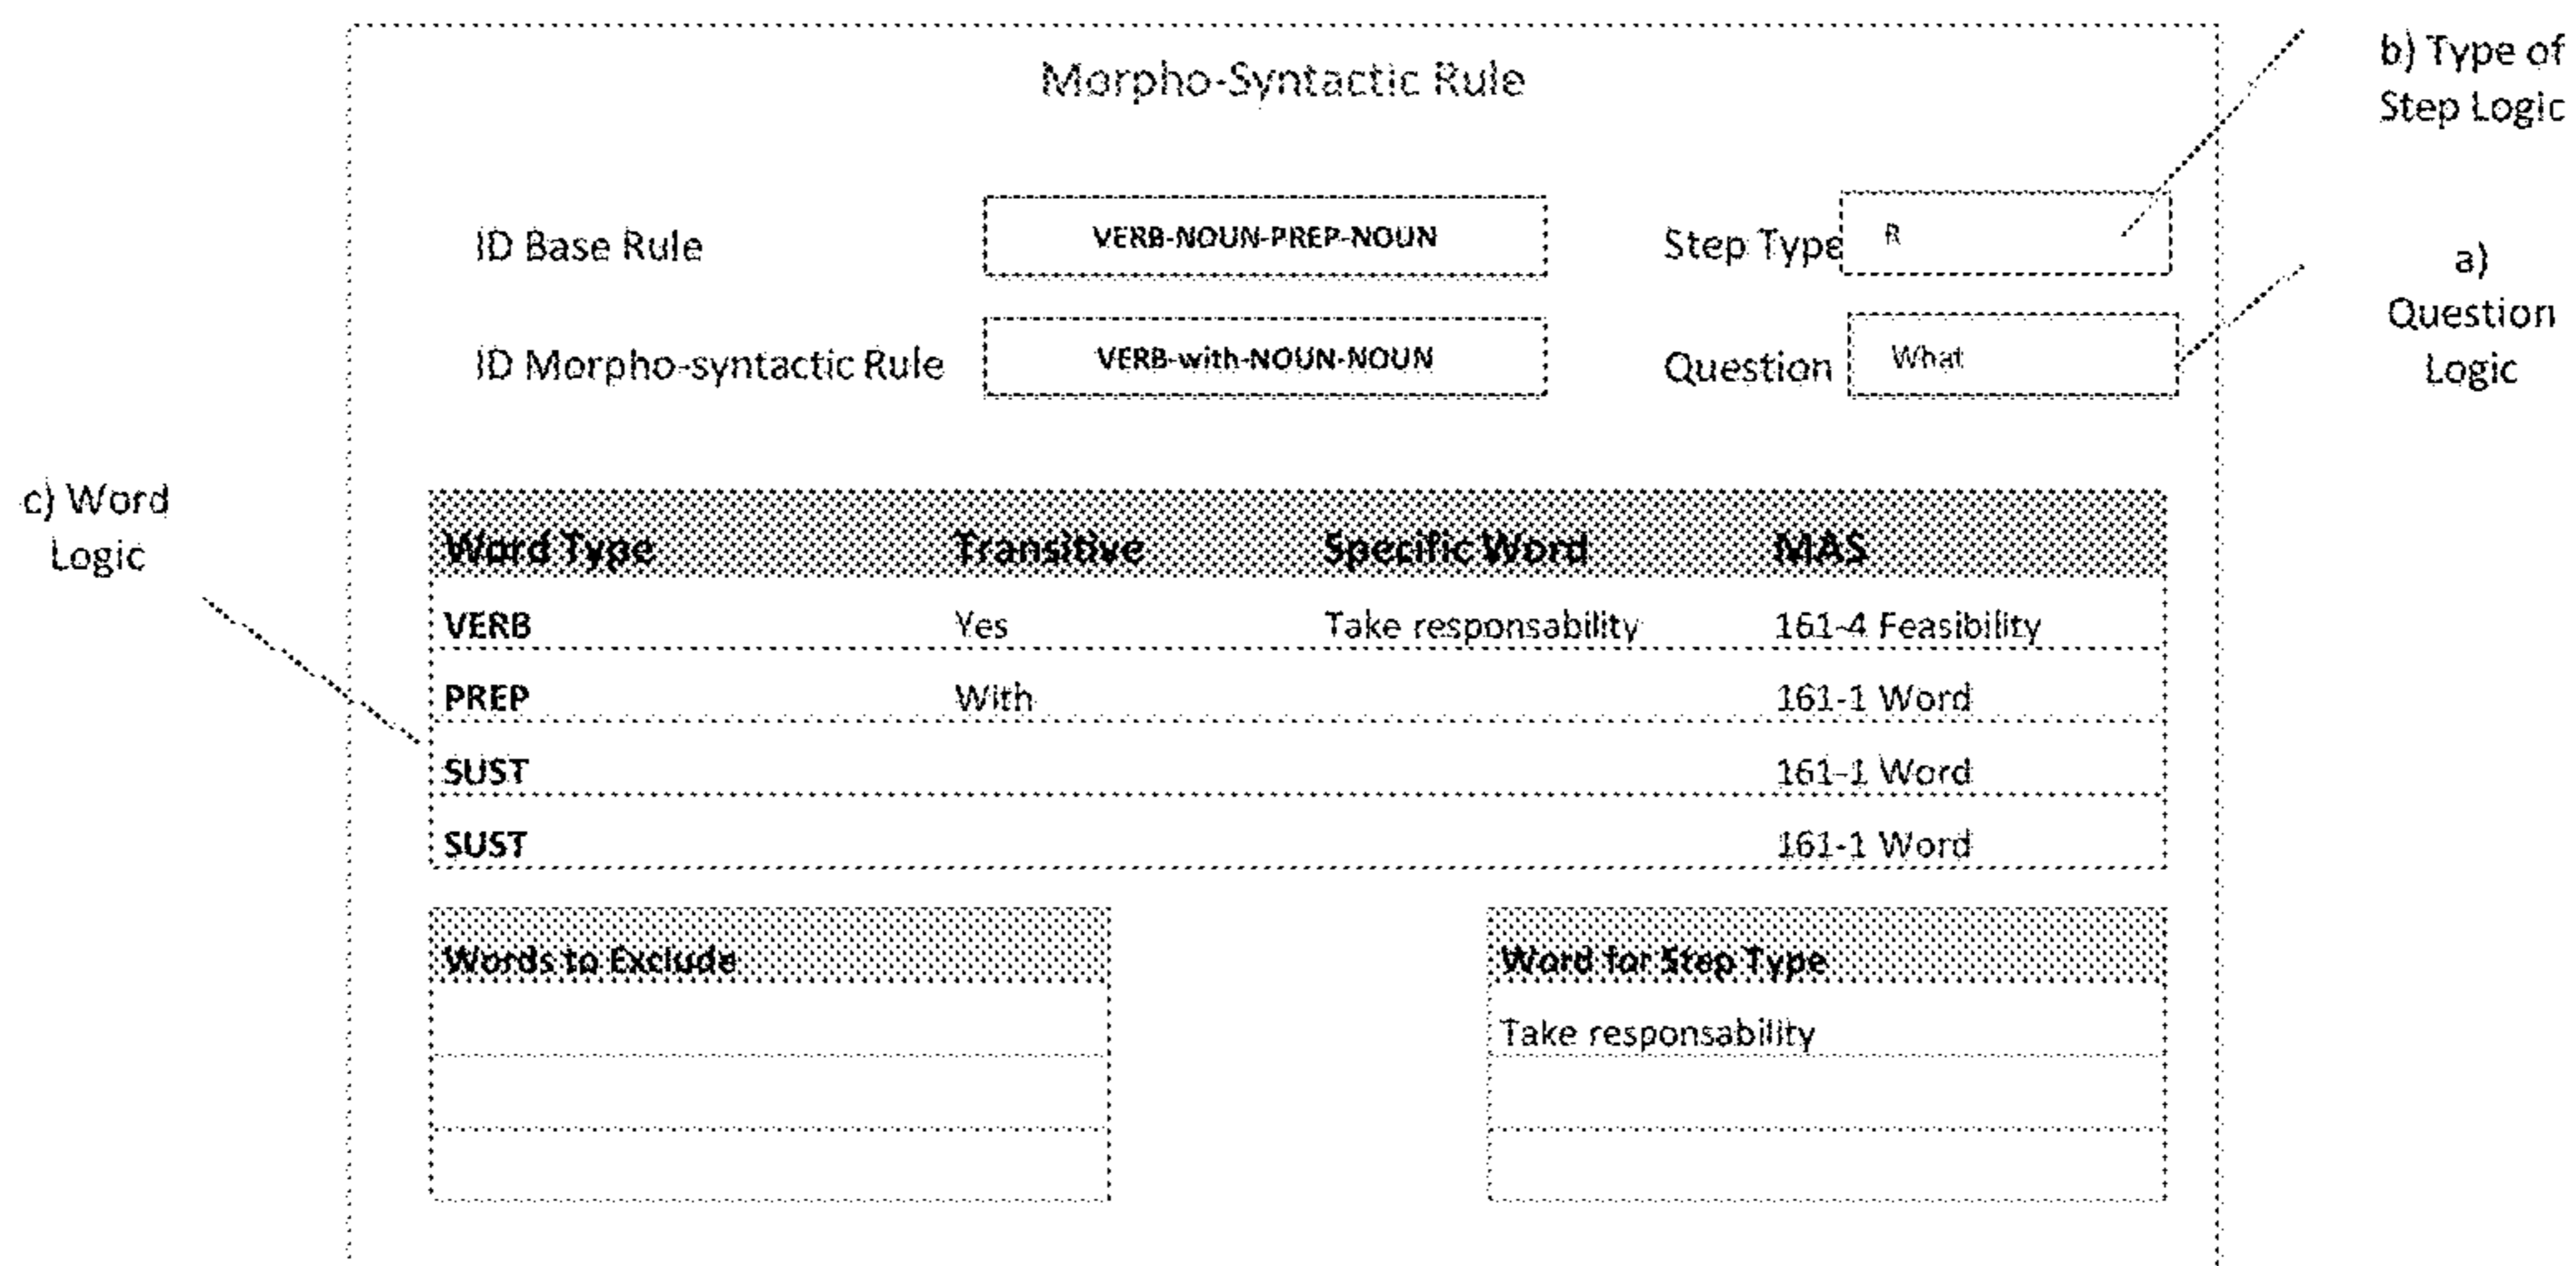 Morpho-Syntactic Rule
b) Type of
Step Logic
ID Base Rule
VERB-NOUN-PREP-NOUN
Step Type
R
a)
Question
Logic
ID Morpho-syntactic Rule
VERB-with-NOUN-NOUN
Question
What
c) Word
Logic
Word Type Transitive Specific Word MAS
VERB Yes Take responsability 161-4 Feasibility
PREP With 161-1 Word
SUST 161-1 Word
SUST 161-1 Word
Words to Exclude
Word for Step Type
Take responsability